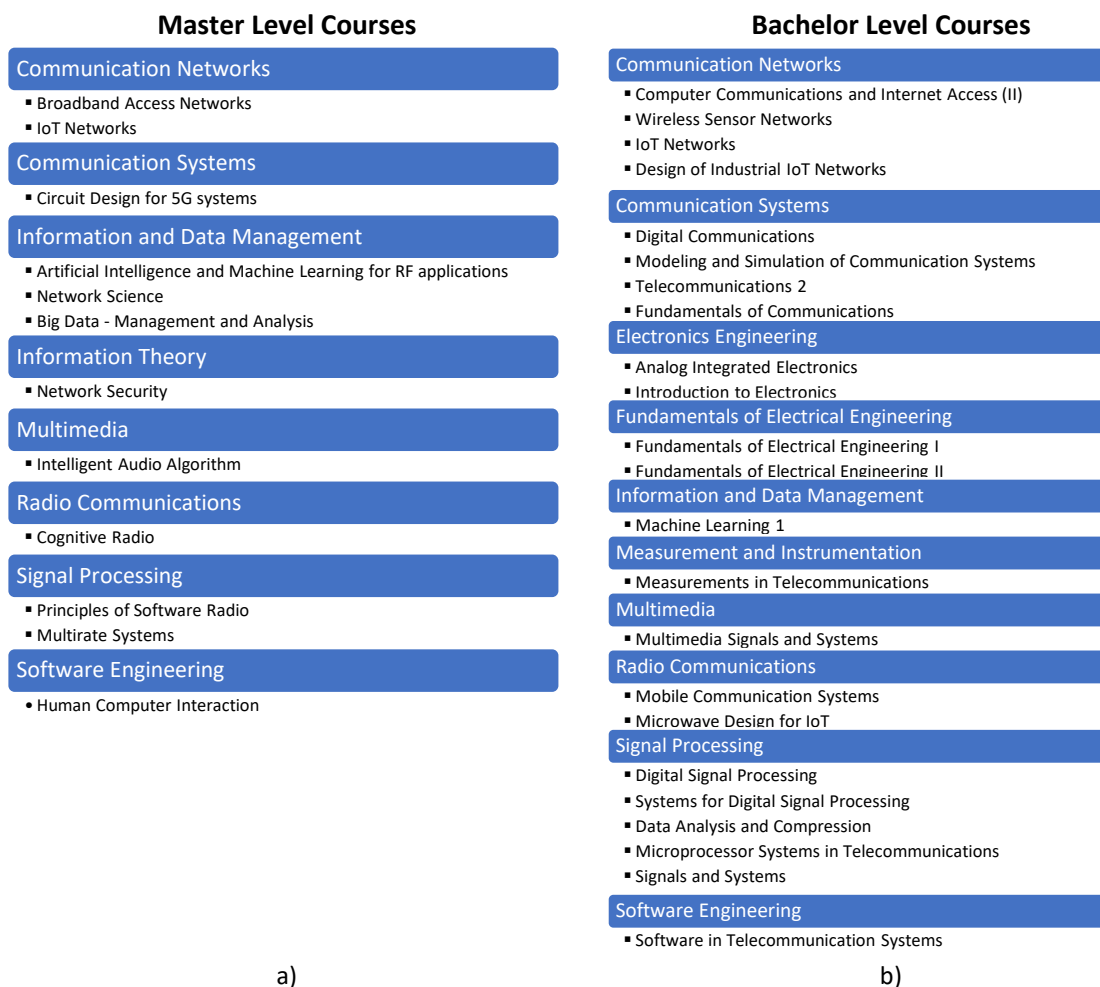 Master Level Courses
Communication Networks
▪ Broadband Access Networks
▪ IoT Networks
Communication Systems
▪ Circuit Design for 5G systems
Information and Data Management
▪ Artificial Intelligence and Machine Learning for RF applications
▪ Network Science
▪ Big Data - Management and Analysis
Information Theory
▪ Network Security
Multimedia
▪ Intelligent Audio Algorithm
Radio Communications
▪ Cognitive Radio
Signal Processing
▪ Principles of Software Radio
▪ Multirate Systems
Software Engineering
• Human Computer Interaction
a)
Bachelor Level Courses
Communication Networks
▪ Computer Communications and Internet Access (II)
▪ Wireless Sensor Networks
▪ IoT Networks
▪ Design of Industrial IoT Networks
Communication Systems
▪ Digital Communications
▪ Modeling and Simulation of Communication Systems
▪ Telecommunications 2
▪ Fundamentals of Communications
Electronics Engineering
▪ Analog Integrated Electronics
▪ Introduction to Electronics
Fundamentals of Electrical Engineering
▪ Fundamentals of Electrical Engineering I
▪ Fundamentals of Electrical Engineering II
Information and Data Management
▪ Machine Learning 1
Measurement and Instrumentation
▪ Measurements in Telecommunications
Multimedia
▪ Multimedia Signals and Systems
Radio Communications
▪ Mobile Communication Systems
▪ Microwave Design for IoT
Signal Processing
▪ Digital Signal Processing
▪ Systems for Digital Signal Processing
▪ Data Analysis and Compression
▪ Microprocessor Systems in Telecommunications
▪ Signals and Systems
Software Engineering
▪ Software in Telecommunication Systems
b)